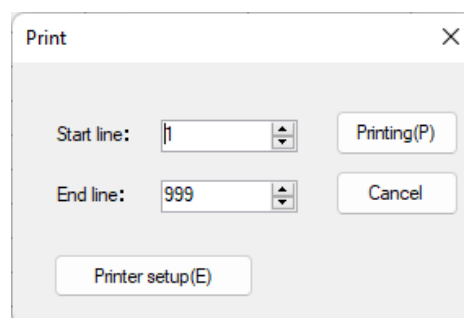 Print
Start line:
1
Printing(P)
End line:
999
Cancel
Printer setup(E)